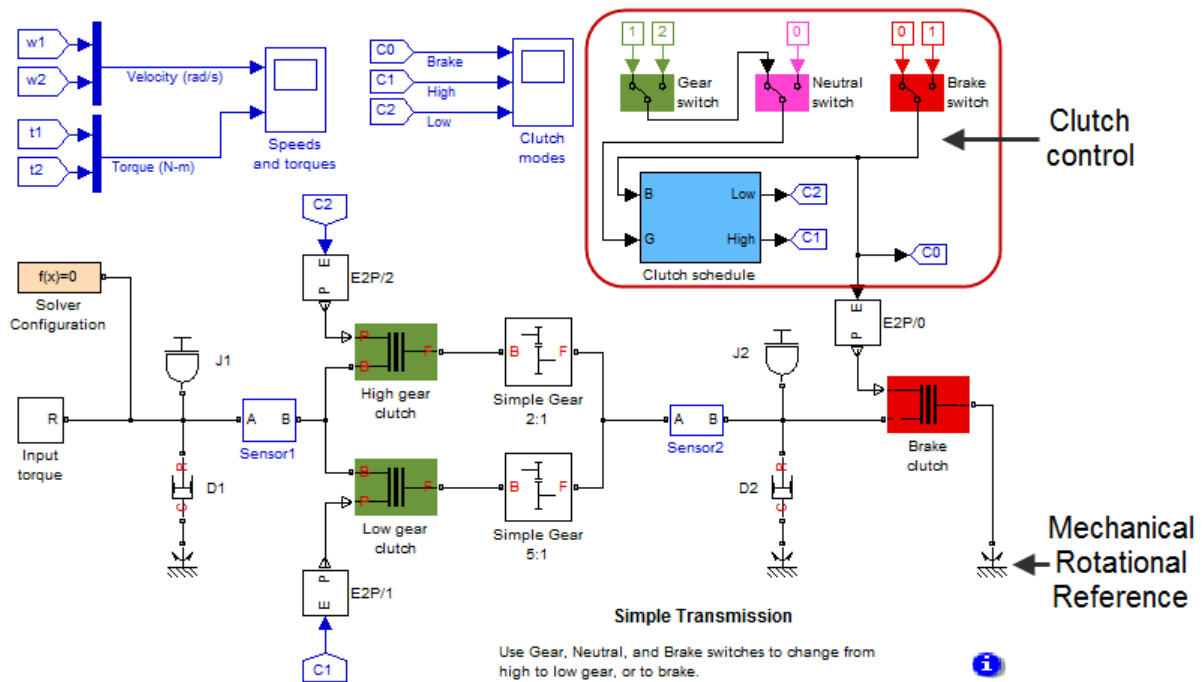 w1
w2
t1
t2
Velocity (rad/s)
Torque (N-m)
Speeds
and torques
C0
C1
C2
Brake
High
Low
Clutch
modes
1
2
0
0
1
Gear
switch
Neutral
switch
Brake
switch
Clutch
control
B
G
Low
High
C2
C1
Clutch schedule
C0
C2
E
P
E2P/2
f(x)=0
Solver
Configuration
E
P
E2P/0
J1
P
B
F
High gear
clutch
B
F
Simple Gear
2:1
J2
R
Input
torque
A
B
Sensor1
A
B
Sensor2
Brake
clutch
R
C
D1
B
P
F
Low gear
clutch
B
F
Simple Gear
5:1
R
C
D2
Mechanical
Rotational
Reference
P
E
E2P/1
C1
Simple Transmission
Use Gear, Neutral, and Brake switches to change from
high to low gear, or to brake.
i